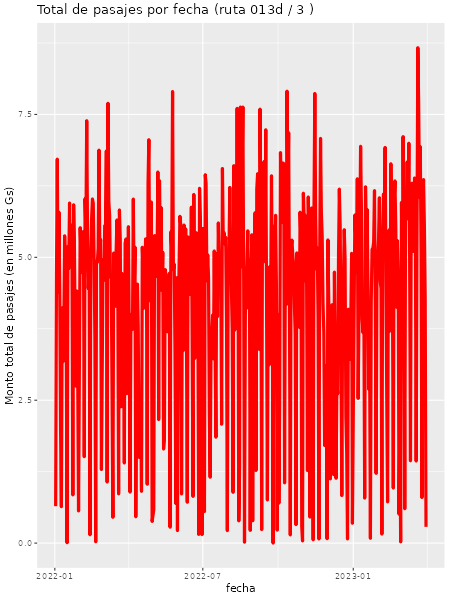 Total de pasajes por fecha (ruta 013d / 3 )
Monto total de pasajes (en millones Gs)
7.5
5.0
2.5
0.0
2022-01 2022-07 2023-01
fecha